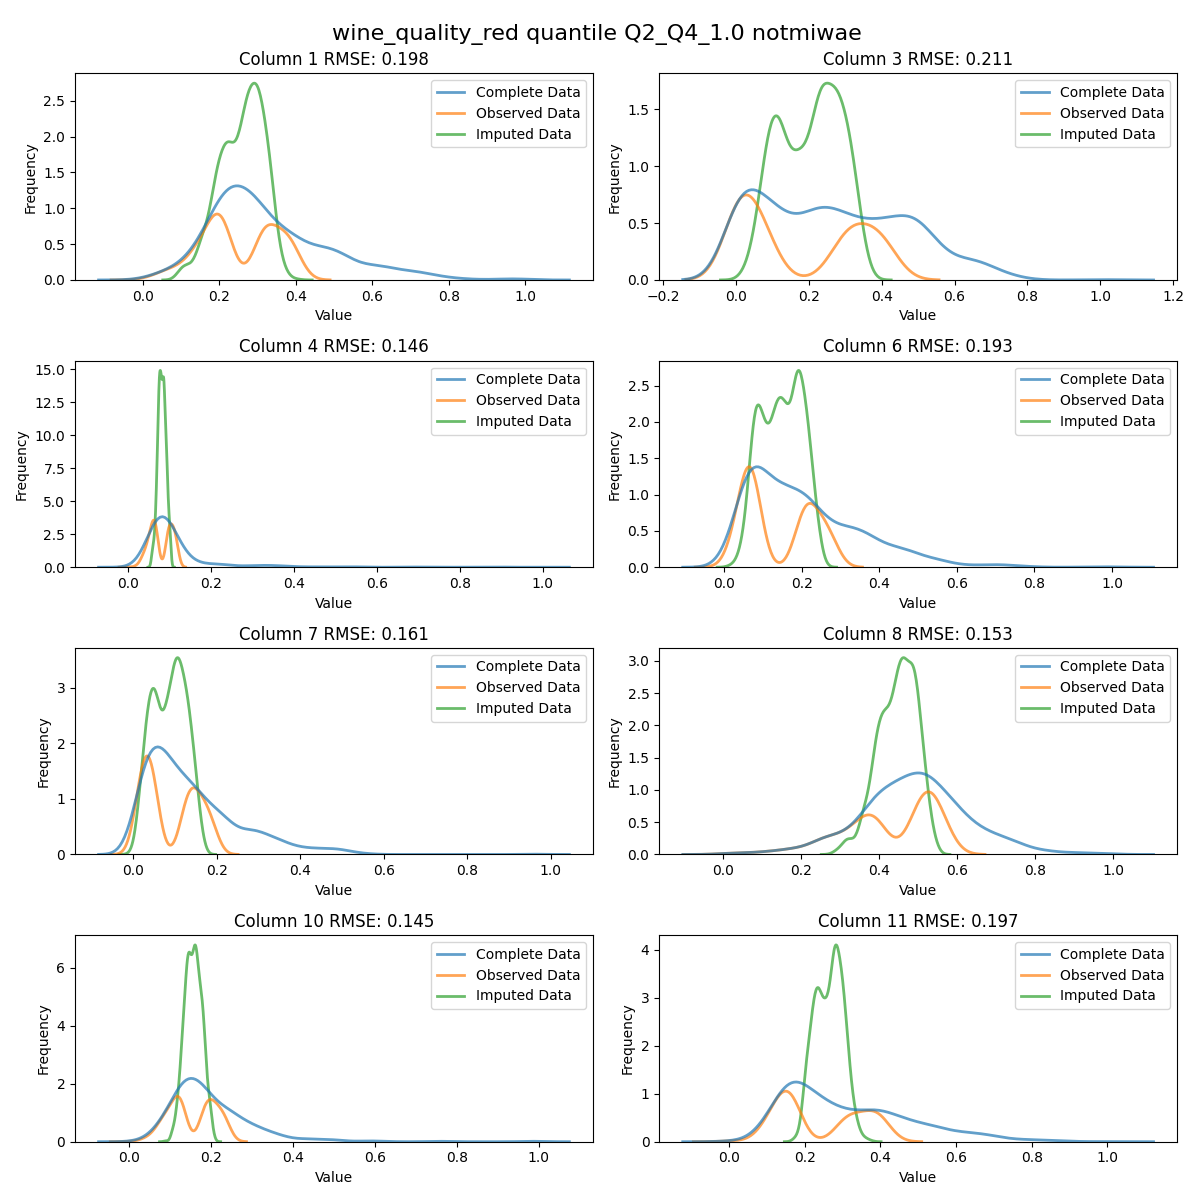 wine_quality_red quantile Q2_Q4_1.0 notmiwae
Column 1 RMSE: 0.198
Frequency
2.5
2.0
1.5
1.0
0.5
0.0
Complete Data
Observed Data
Imputed Data
0.0 0.2 0.4 0.6 0.8 1.0
Value
Column 3 RMSE: 0.211
Frequency
1.5
1.0
0.5
0.0
Complete Data
Observed Data
Imputed Data
−0.2 0.0 0.2 0.4 0.6 0.8 1.0 1.2
Value
Column 4 RMSE: 0.146
Frequency
15.0
12.5
10.0
7.5
5.0
2.5
0.0
Complete Data
Observed Data
Imputed Data
0.0 0.2 0.4 0.6 0.8 1.0
Value
Column 6 RMSE: 0.193
Frequency
2.5
2.0
1.5
1.0
0.5
0.0
Complete Data
Observed Data
Imputed Data
0.0 0.2 0.4 0.6 0.8 1.0
Value
Column 7 RMSE: 0.161
Frequency
3
2
1
0
Complete Data
Observed Data
Imputed Data
0.0 0.2 0.4 0.6 0.8 1.0
Value
Column 8 RMSE: 0.153
Frequency
3.0
2.5
2.0
1.5
1.0
0.5
0.0
Complete Data
Observed Data
Imputed Data
0.0 0.2 0.4 0.6 0.8 1.0
Value
Column 10 RMSE: 0.145
Frequency
6
4
2
0
Complete Data
Observed Data
Imputed Data
0.0 0.2 0.4 0.6 0.8 1.0
Value
Column 11 RMSE: 0.197
Frequency
4
3
2
1
0
Complete Data
Observed Data
Imputed Data
0.0 0.2 0.4 0.6 0.8 1.0
Value